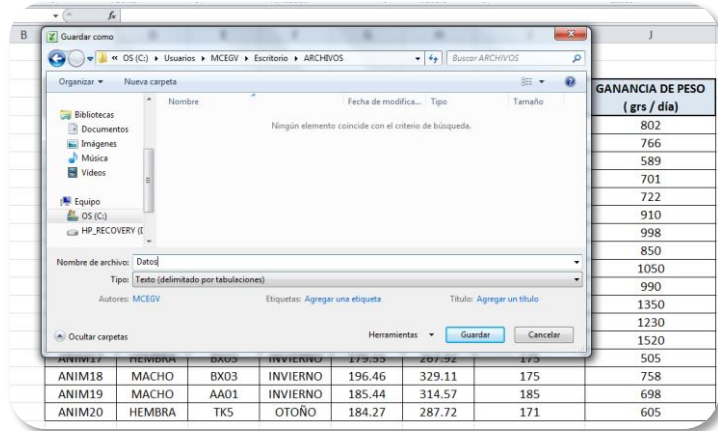 fx
B
J
Guardar como
« OS (C:) ▸ Usuarios ▸ MCEGV ▸ Escritorio ▸ ARCHIVOS
Buscar ARCHIVOS
Organizar
Nueva carpeta
Nombre
Fecha de modifica...
Tipo
Tamaño
Ningún elemento coincide con el criterio de búsqueda.
Bibliotecas
Documentos
Imágenes
Música
Vídeos
Equipo
OS (C:)
HP_RECOVERY (D
Nombre de archivo: Datos
Tipo: Texto (delimitado por tabulaciones)
Autores: MCEGV
Etiquetas: Agregar una etiqueta
Título: Agregar un título
Ocultar carpetas
Herramientas
Guardar
Cancelar
GANANCIA DE PESO
( grs / día)
802
766
589
701
722
910
998
850
1050
990
1350
1230
1520
ANIM17 HEMBRA BX03 INVIERNO 179.55 267.92 175 505
ANIM18 MACHO BX03 INVIERNO 196.46 329.11 175 758
ANIM19 MACHO AA01 INVIERNO 185.44 314.57 185 698
ANIM20 HEMBRA TK5 OTOÑO 184.27 287.72 171 605